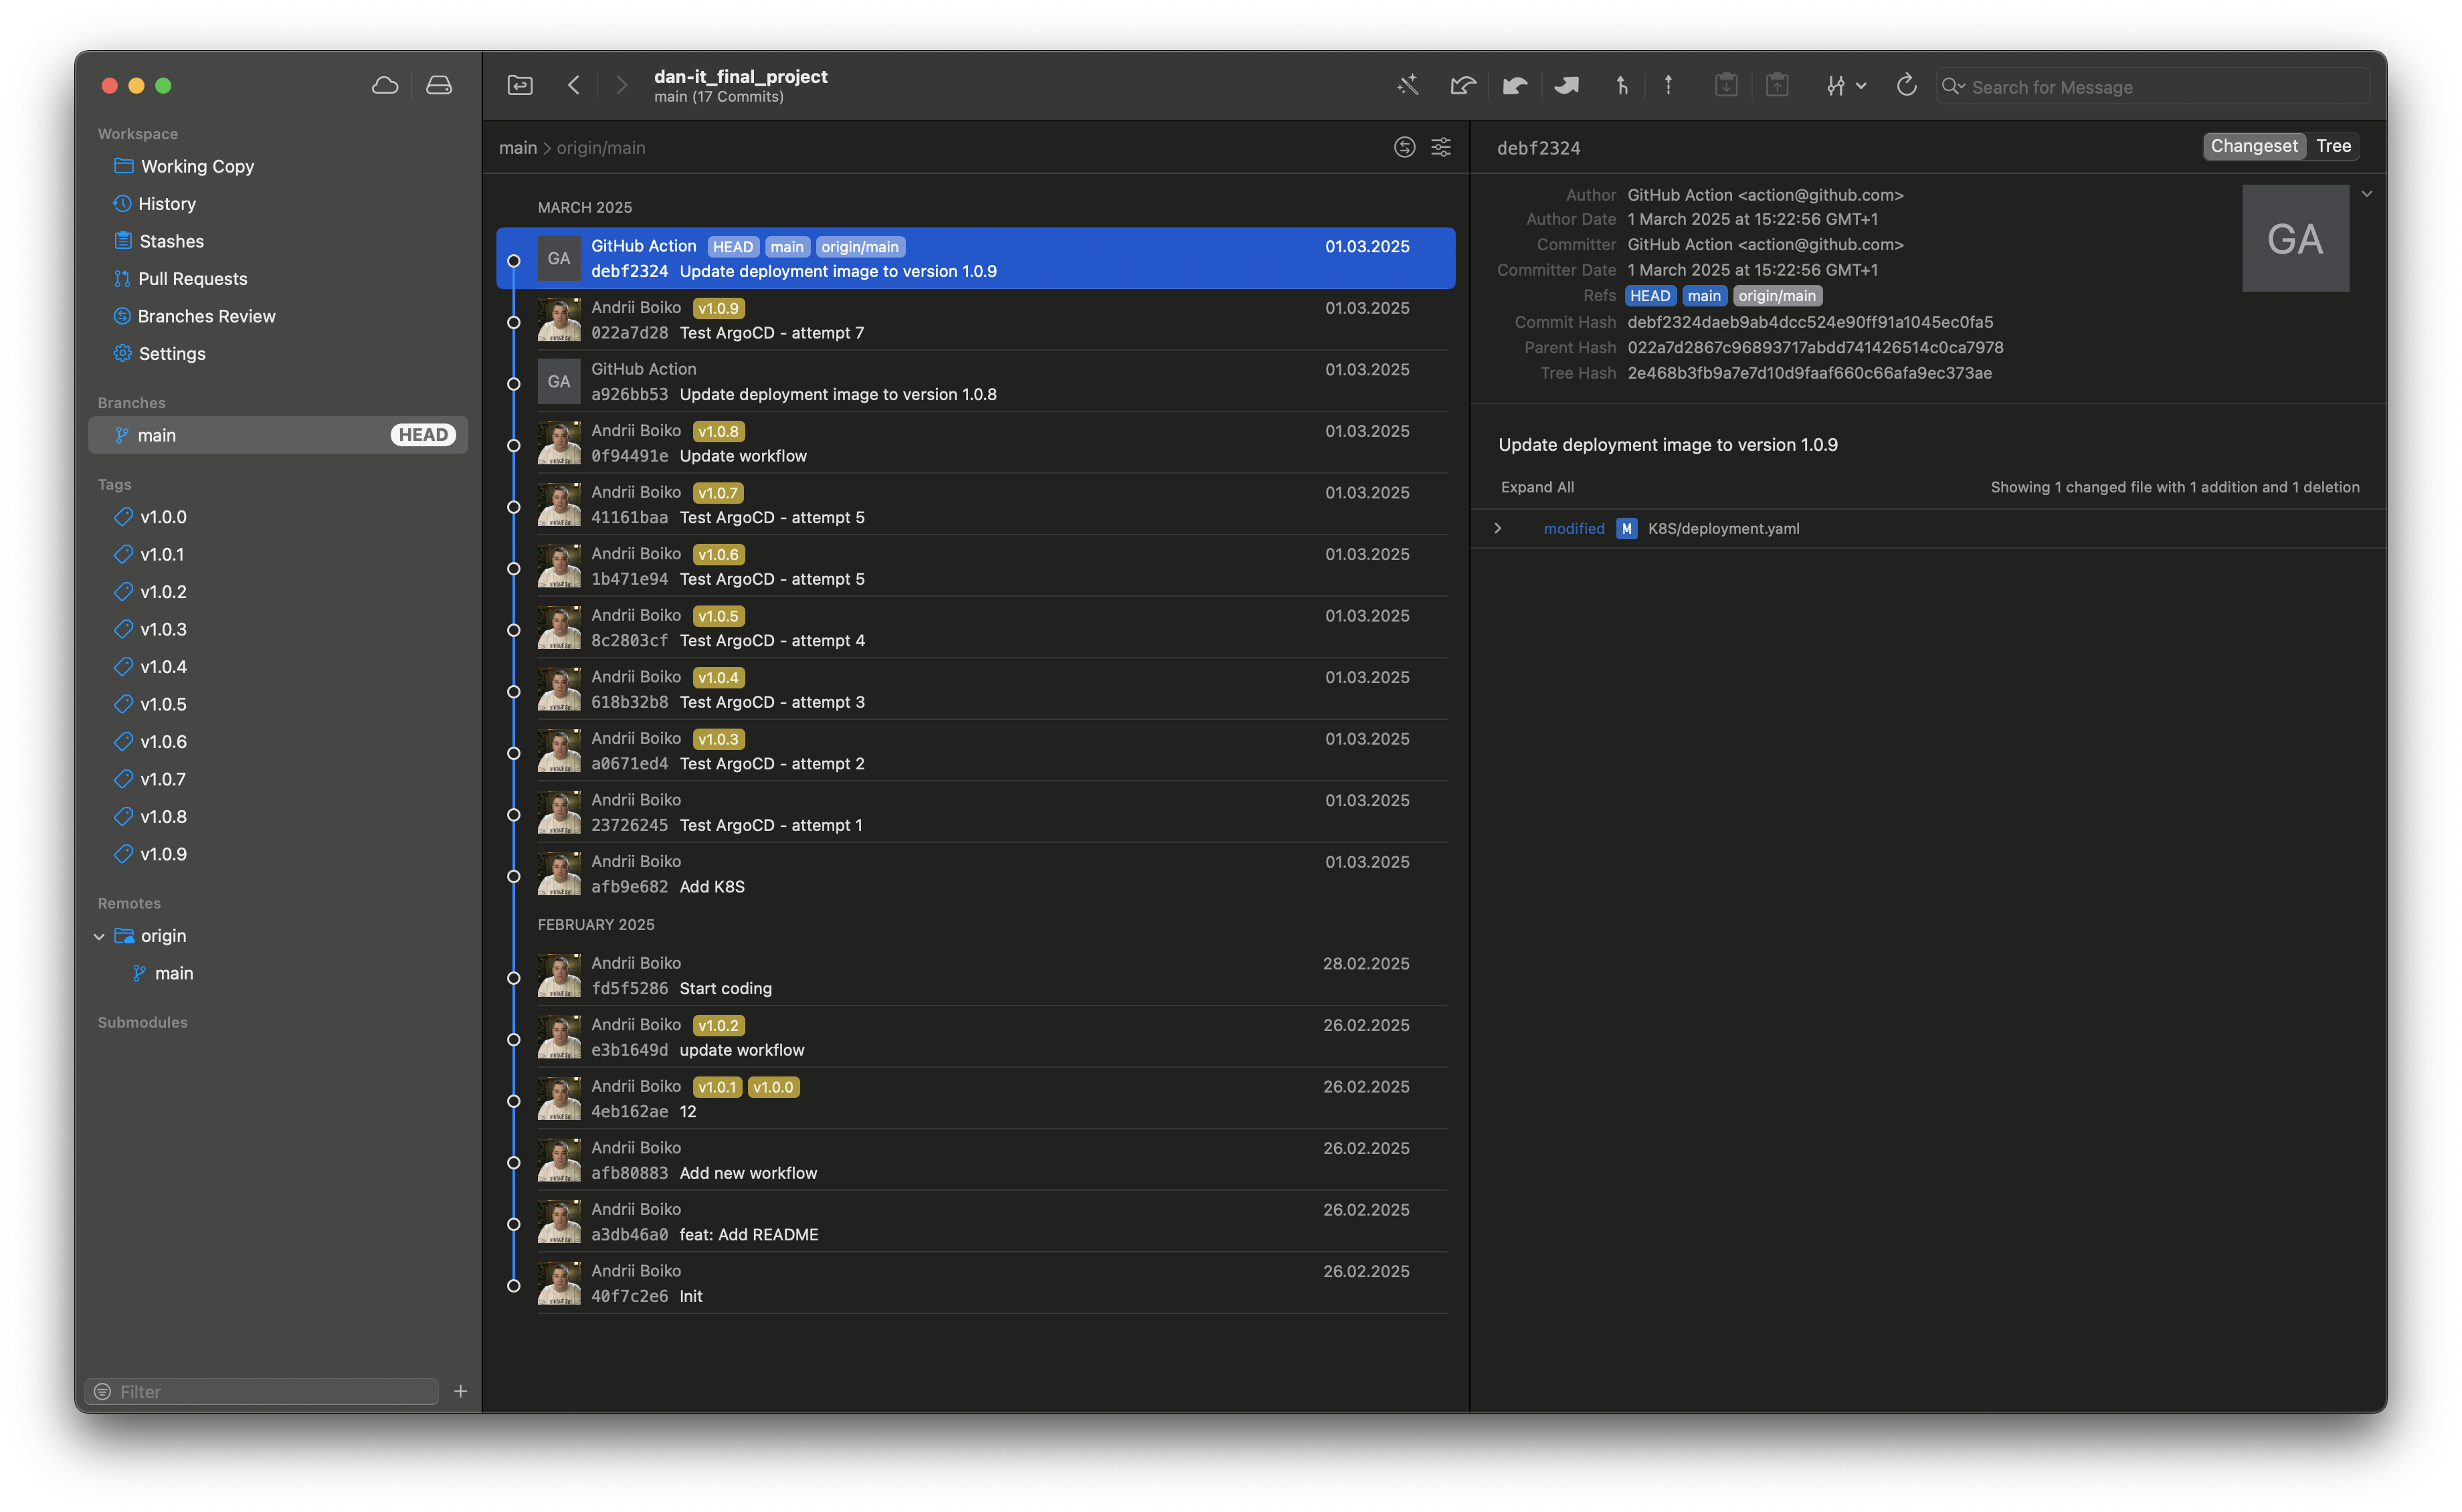 Workspace
Working Copy
History
Stashes
Pull Requests
Branches Review
Settings
Branches
main HEAD
Tags
v1.0.0
v1.0.1
v1.0.2
v1.0.3
v1.0.4
v1.0.5
v1.0.6
v1.0.7
v1.0.8
v1.0.9
Remotes
origin
main
Submodules
Filter
dan-it_final_project
main (17 Commits)
Search for Message
main origin/main
MARCH 2025
GA
GitHub Action HEAD main origin/main 01.03.2025
debf2324 Update deployment image to version 1.0.9
Andrii Boiko v1.0.9 01.03.2025
022a7d28 Test ArgoCD - attempt 7
GA
GitHub Action 01.03.2025
a926bb53 Update deployment image to version 1.0.8
Andrii Boiko v1.0.8 01.03.2025
0f94491e Update workflow
Andrii Boiko v1.0.7 01.03.2025
41161baa Test ArgoCD - attempt 5
Andrii Boiko v1.0.6 01.03.2025
1b471e94 Test ArgoCD - attempt 5
Andrii Boiko v1.0.5 01.03.2025
8c2803cf Test ArgoCD - attempt 4
Andrii Boiko v1.0.4 01.03.2025
618b32b8 Test ArgoCD - attempt 3
Andrii Boiko v1.0.3 01.03.2025
a0671ed4 Test ArgoCD - attempt 2
Andrii Boiko 01.03.2025
23726245 Test ArgoCD - attempt 1
Andrii Boiko 01.03.2025
afb9e682 Add K8S
FEBRUARY 2025
Andrii Boiko 28.02.2025
fd5f5286 Start coding
Andrii Boiko v1.0.2 26.02.2025
e3b1649d update workflow
Andrii Boiko v1.0.1 v1.0.0 26.02.2025
4eb162ae 12
Andrii Boiko 26.02.2025
afb80883 Add new workflow
Andrii Boiko 26.02.2025
a3db46a0 feat: Add README
Andrii Boiko 26.02.2025
40f7c2e6 Init
debf2324 Changeset Tree
Author GitHub Action <action@github.com>
Author Date 1 March 2025 at 15:22:56 GMT+1
Committer GitHub Action <action@github.com>
Committer Date 1 March 2025 at 15:22:56 GMT+1
Refs HEAD main origin/main
Commit Hash debf2324daeb9ab4dcc524e90ff91a1045ec0fa5
Parent Hash 022a7d2867c96893717abdd741426514c0ca7978
Tree Hash 2e468b3fb9a7e7d10d9faaf660c66afa9ec373ae
GA
Update deployment image to version 1.0.9
Expand All Showing 1 changed file with 1 addition and 1 deletion
modified M K8S/deployment.yaml